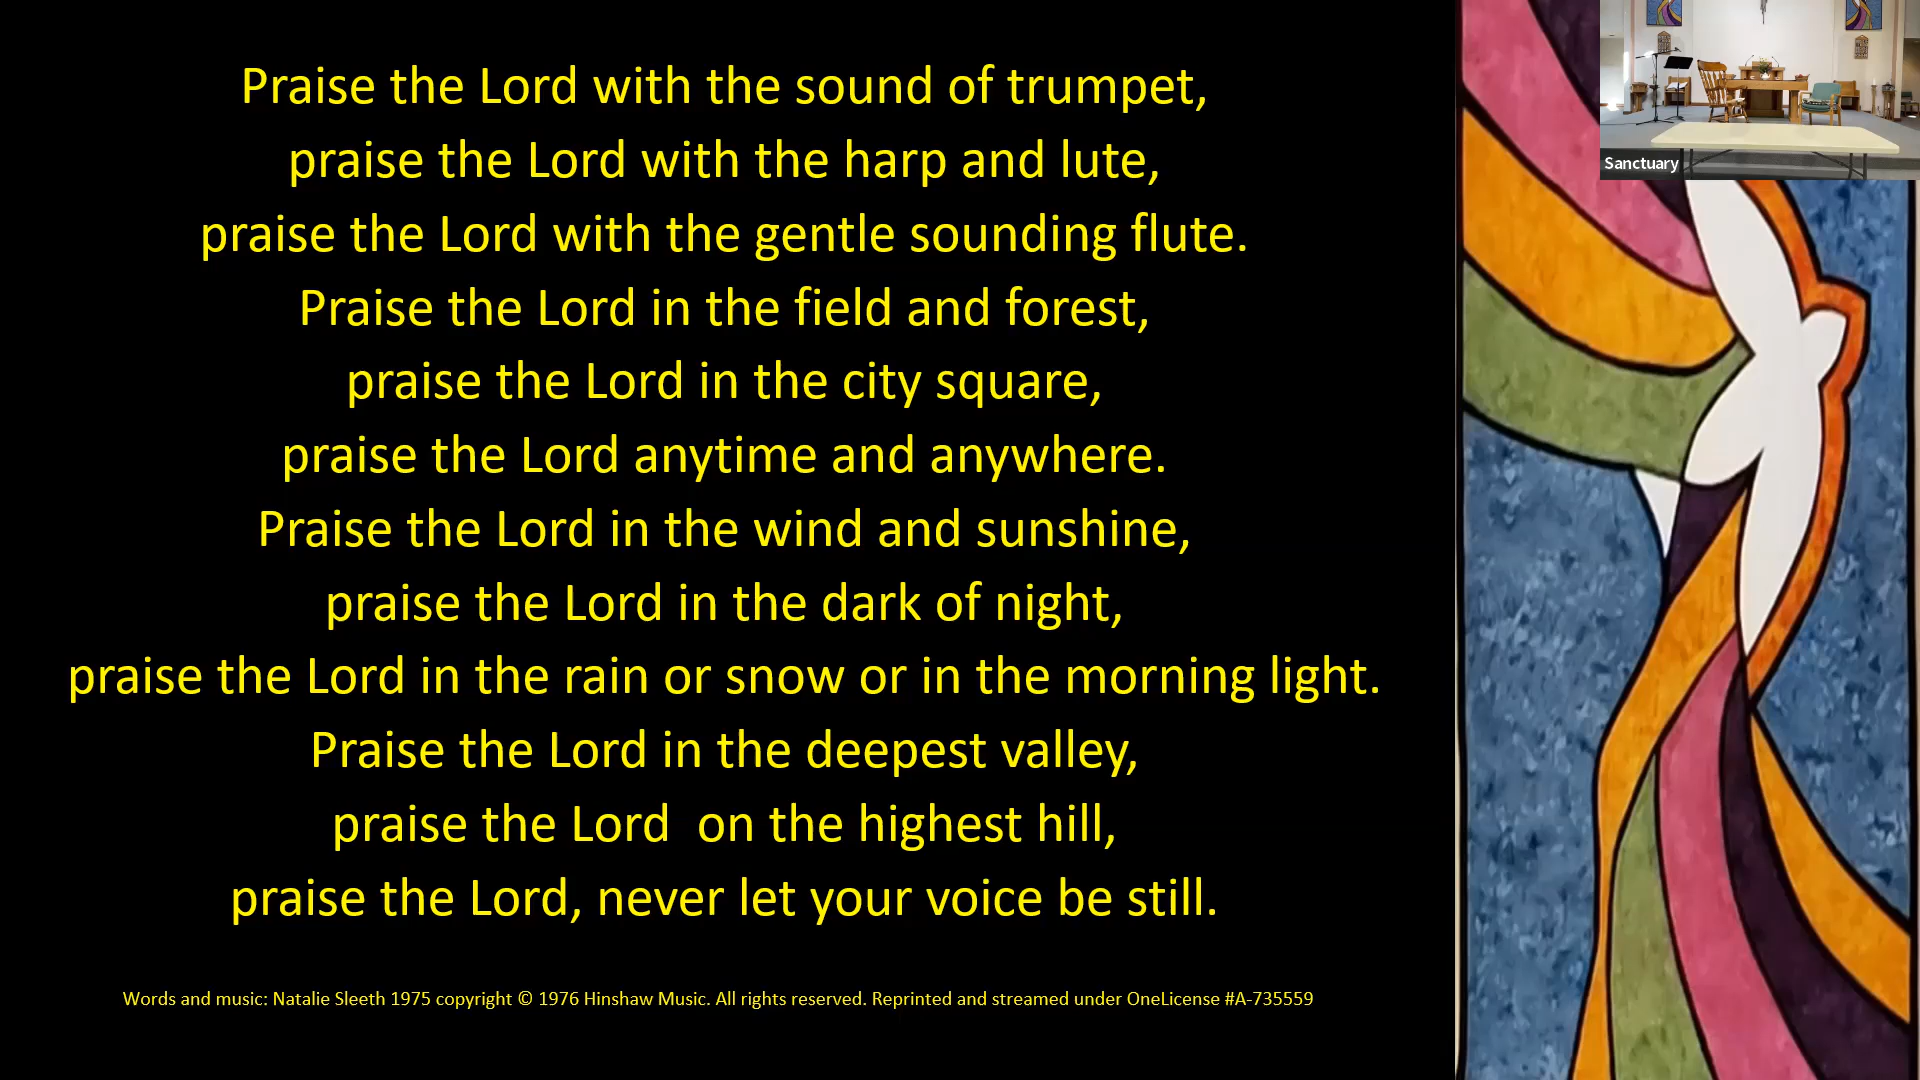 Praise the Lord with the sound of trumpet,
praise the Lord with the harp and lute,
praise the Lord with the gentle sounding flute.
Praise the Lord in the field and forest,
praise the Lord in the city square,
praise the Lord anytime and anywhere.
Praise the Lord in the wind and sunshine,
praise the Lord in the dark of night,
praise the Lord in the rain or snow or in the morning light.
Praise the Lord in the deepest valley,
praise the Lord  on the highest hill,
praise the Lord, never let your voice be still.
Words and music: Natalie Sleeth 1975 copyright © 1976 Hinshaw Music. All rights reserved. Reprinted and streamed under OneLicense #A-735559
Sanctuary